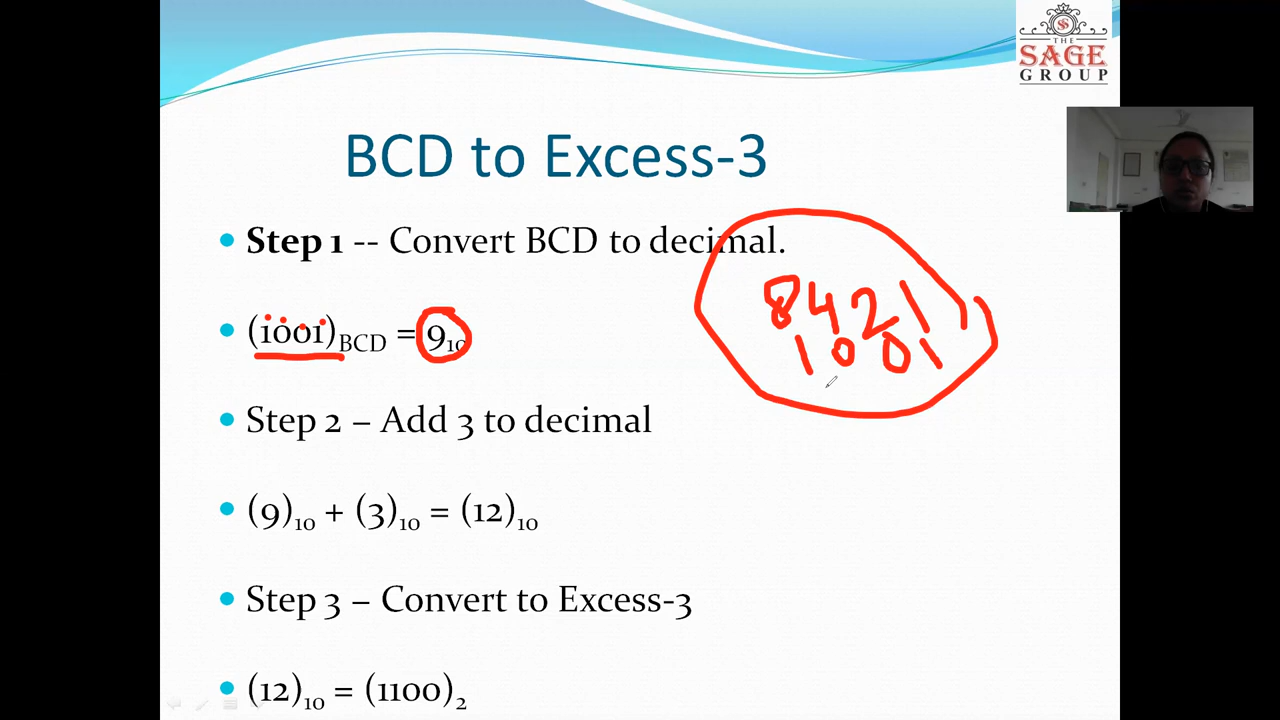 THE
SAGE
GROUP
BCD to Excess-3
Step 1 -- Convert BCD to decimal.
8421
1001
(1001)BCD = 910
Step 2 – Add 3 to decimal
(9)10 + (3)10 = (12)10
Step 3 – Convert to Excess-3
(12)10 = (1100)2